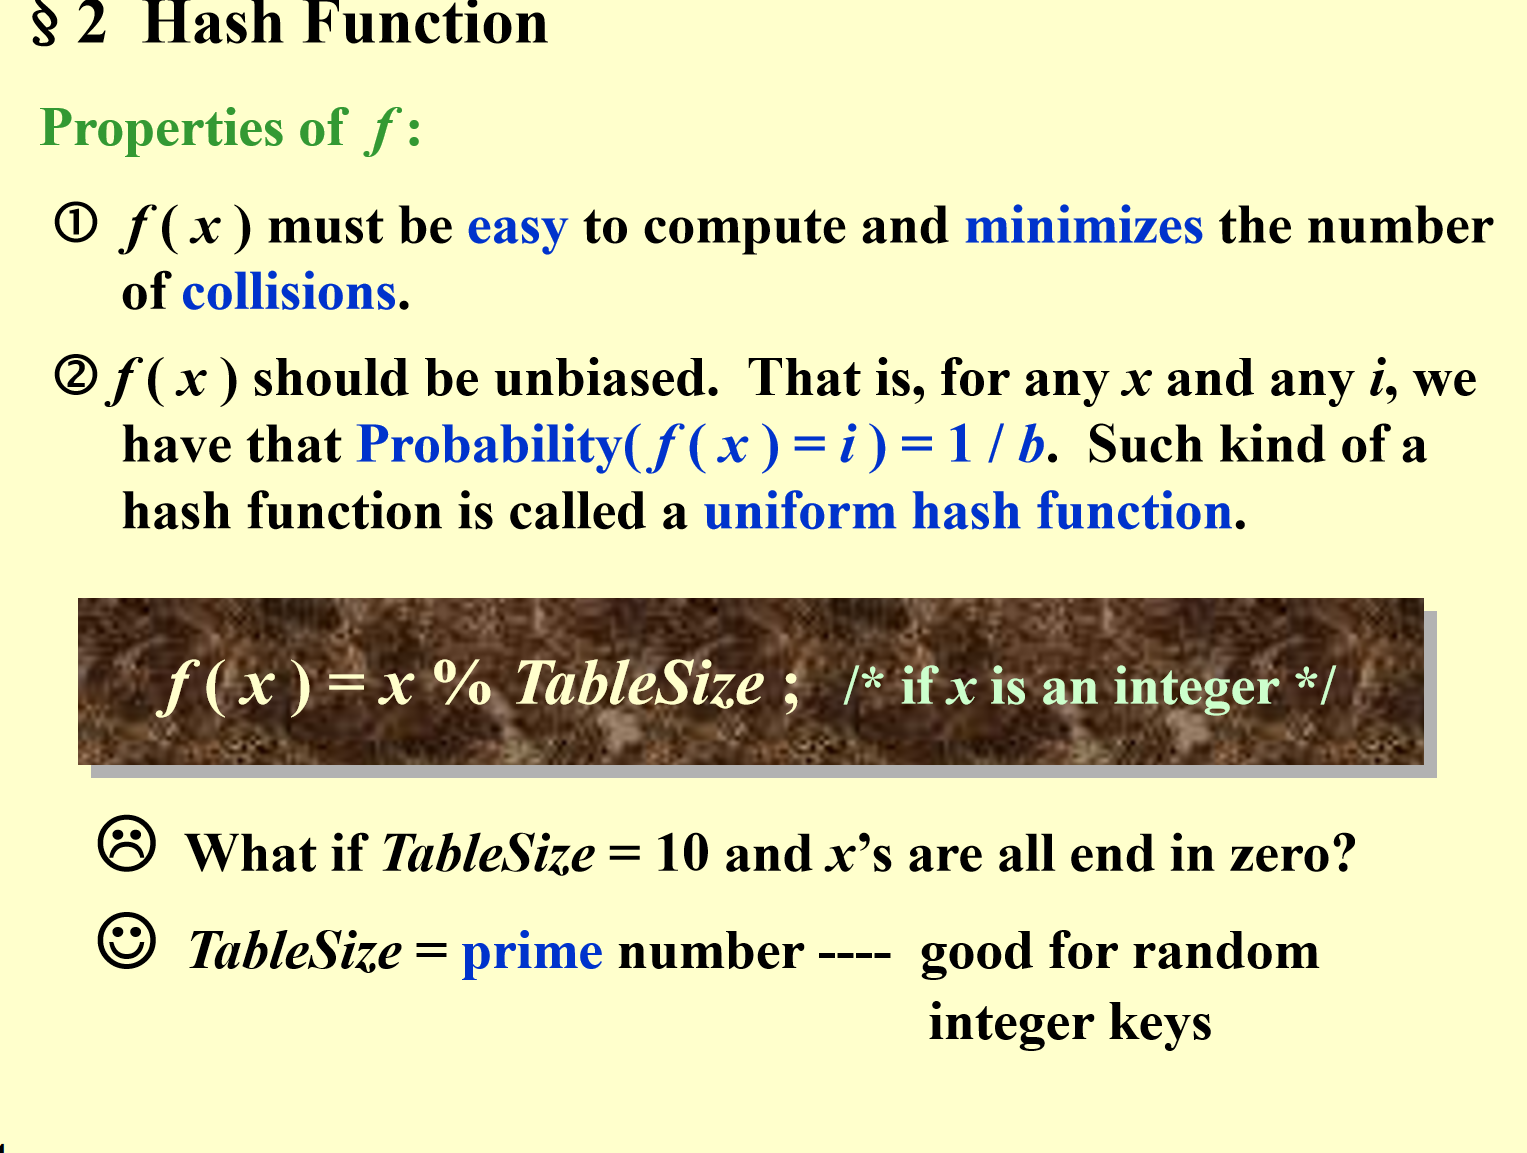 § 2 Hash Function
Properties of f :
① f ( x ) must be easy to compute and minimizes the number
of collisions.
② f ( x ) should be unbiased. That is, for any x and any i, we
have that Probability( f ( x ) = i ) = 1 / b. Such kind of a
hash function is called a uniform hash function.
f ( x ) = x % TableSize ; /* if x is an integer */
☹ What if TableSize = 10 and x’s are all end in zero?
☺ TableSize = prime number ---- good for random
integer keys